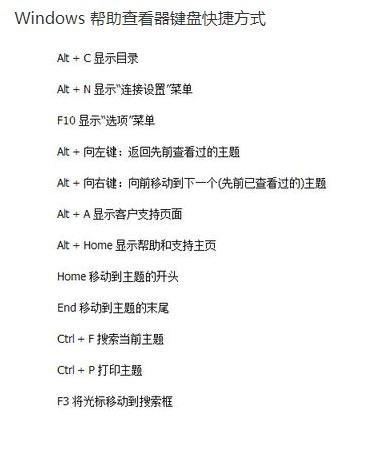 Windows 帮助查看器键盘快捷方式
Alt + C 显示目录
Alt + N 显示“连接设置”菜单
F10 显示“选项”菜单
Alt + 向左键：返回先前查看过的主题
Alt + 向右键：向前移动到下一个(先前已查看过的)主题
Alt + A 显示客户支持页面
Alt + Home 显示帮助和支持主页
Home 移动到主题的开头
End 移动到主题的末尾
Ctrl + F 搜索当前主题
Ctrl + P 打印主题
F3 将光标移动到搜索框